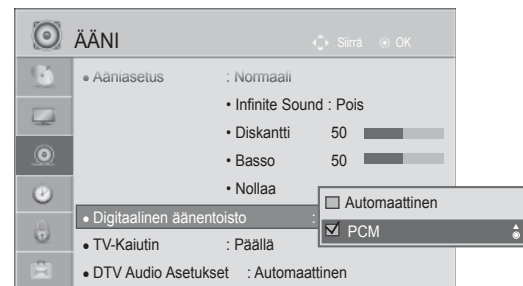 ÄÄNI
Siirrä OK
• Ääniasetus : Normaali
• Infinite Sound : Pois
• Diskantti 50
• Basso 50
• Nollaa
• Digitaalinen äänentoisto :
Automaattinen
PCM
• TV-Kaiutin : Päällä
• DTV Audio Asetukset : Automaattinen